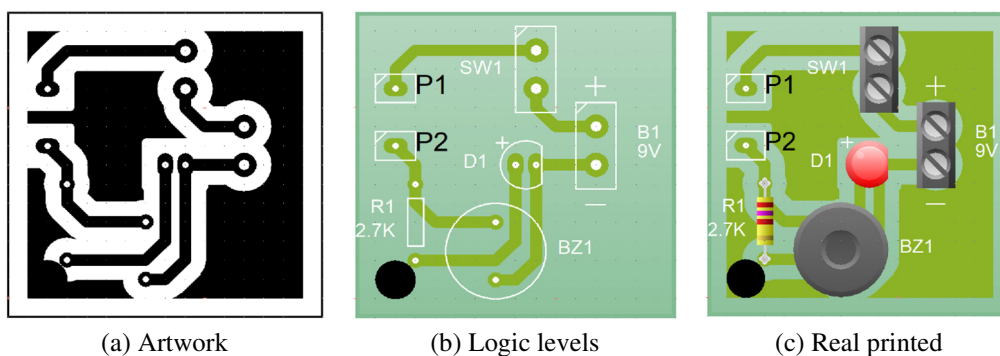 SW1
P1
P2
+
B1
9V
+
D1
R1
2.7K
−
BZ1
SW1
P1
P2
+
B1
9V
+
D1
R1
2.7K
−
BZ1
(a) Artwork
(b) Logic levels
(c) Real printed